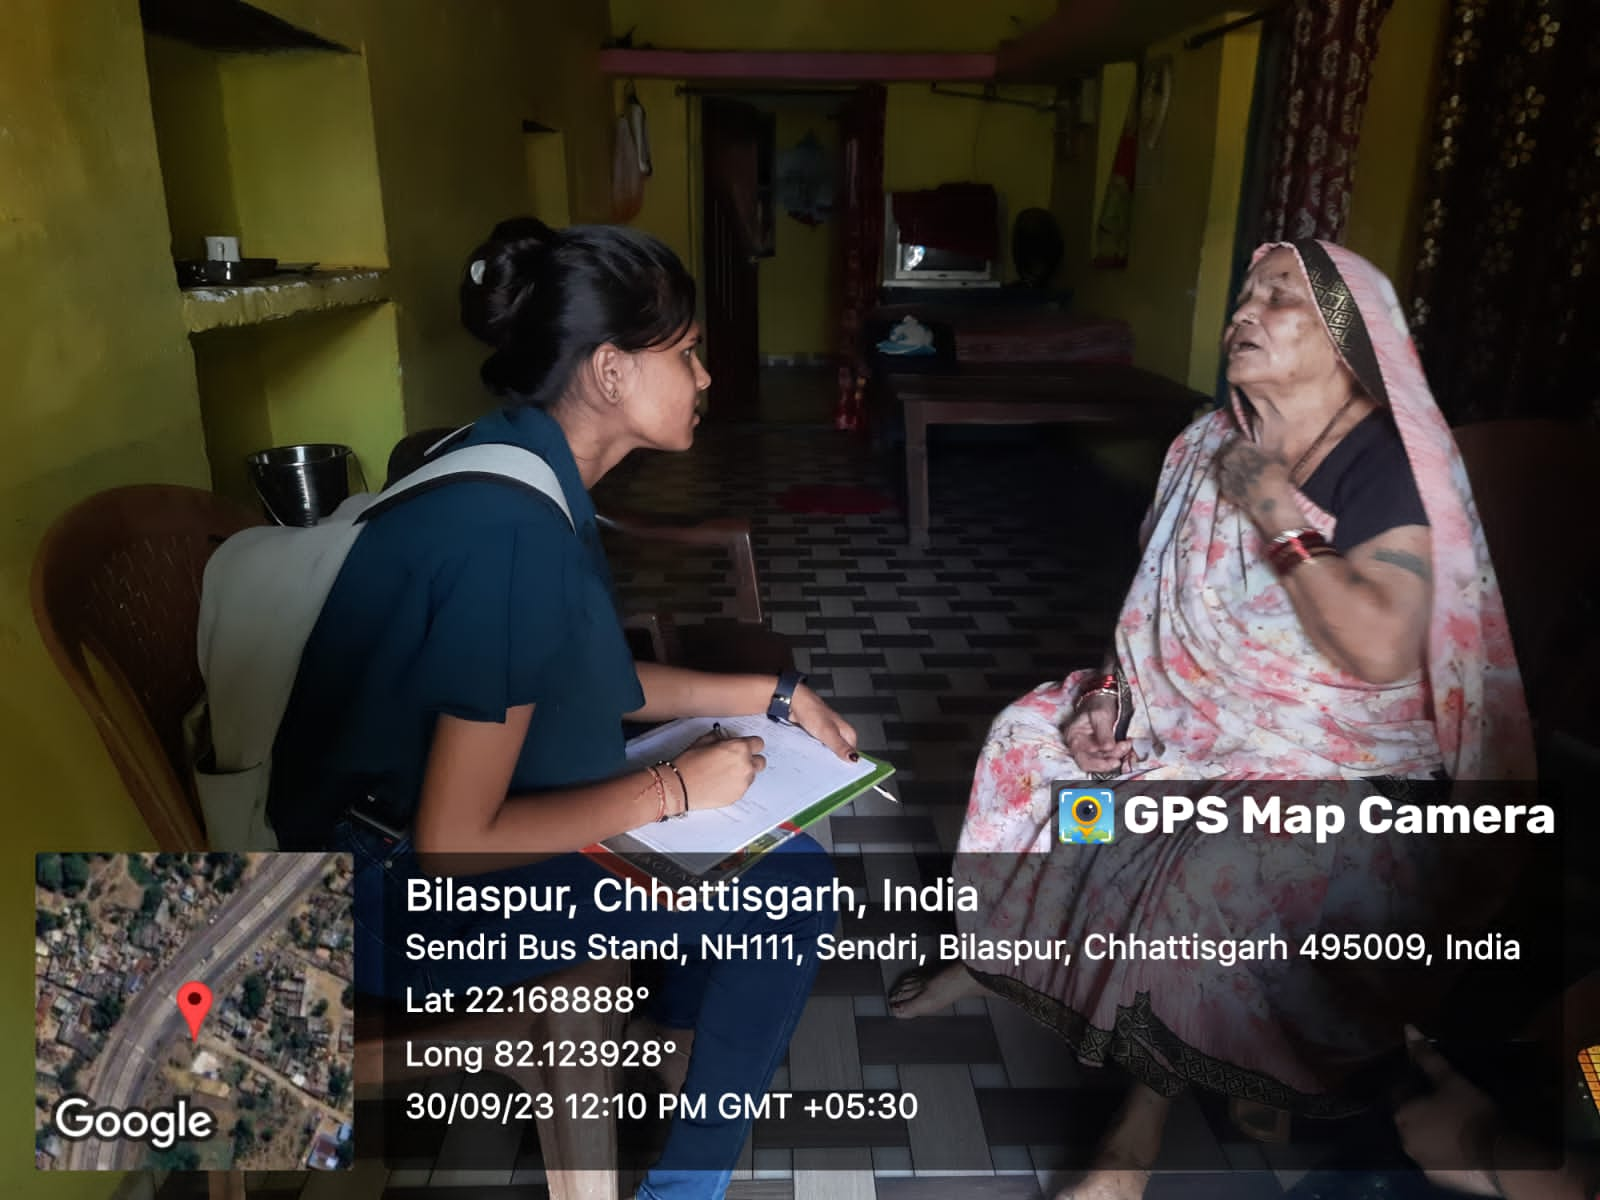 GPS Map Camera
Bilaspur, Chhattisgarh, India
Sendri Bus Stand, NH111, Sendri, Bilaspur, Chhattisgarh 495009, India
Lat 22.168888°
Long 82.123928°
30/09/23 12:10 PM GMT +05:30
Google
JAGUAR